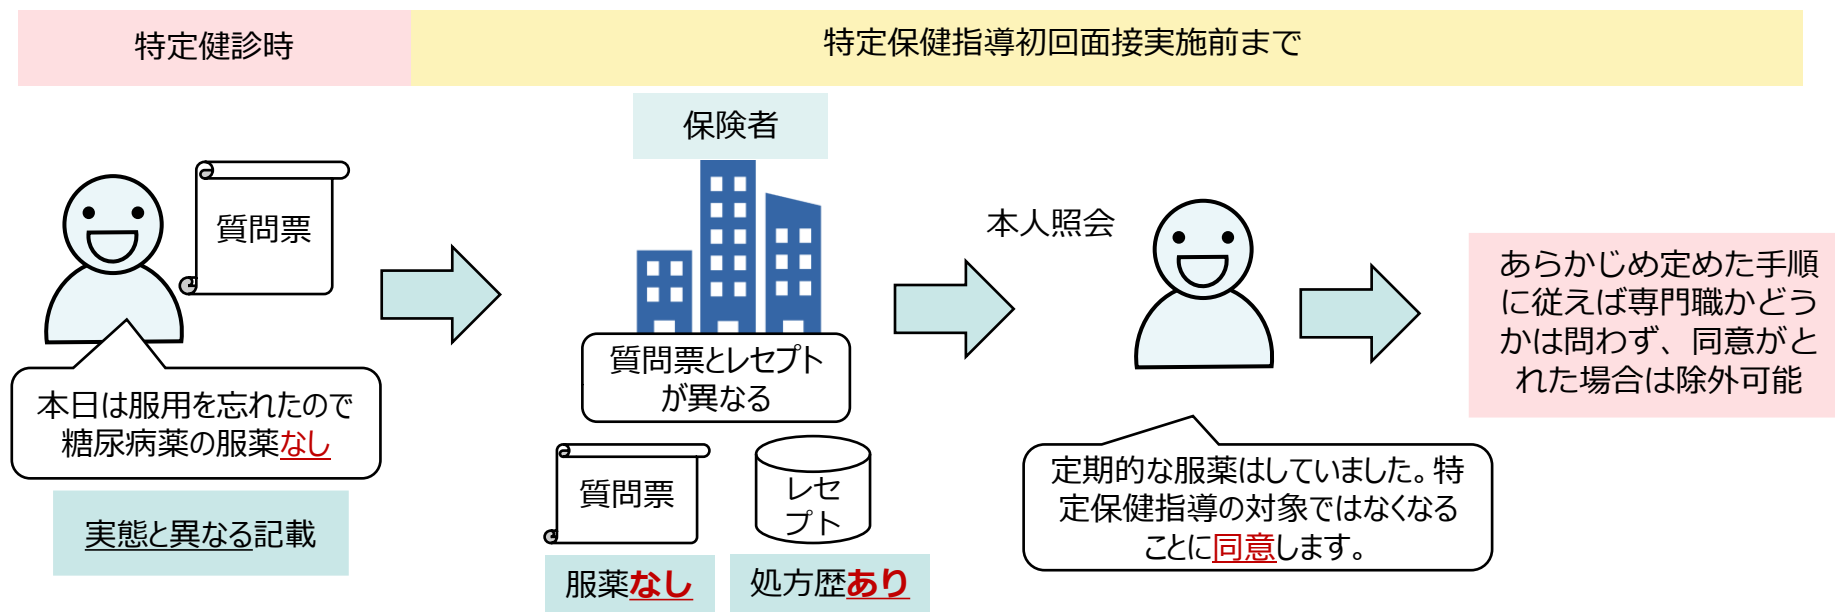 特定健診時
特定保健指導初回面接実施前まで
質問票
本日は服用を忘れたので
糖尿病薬の服薬なし
実態と異なる記載
保険者
質問票とレセプト
が異なる
質問票
レセ
プト
服薬なし
処方歴あり
本人照会
定期的な服薬はしていました。特
定保健指導の対象ではなくなる
ことに同意します。
あらかじめ定めた手順
に従えば専門職かどう
かは問わず、同意がと
れた場合は除外可能